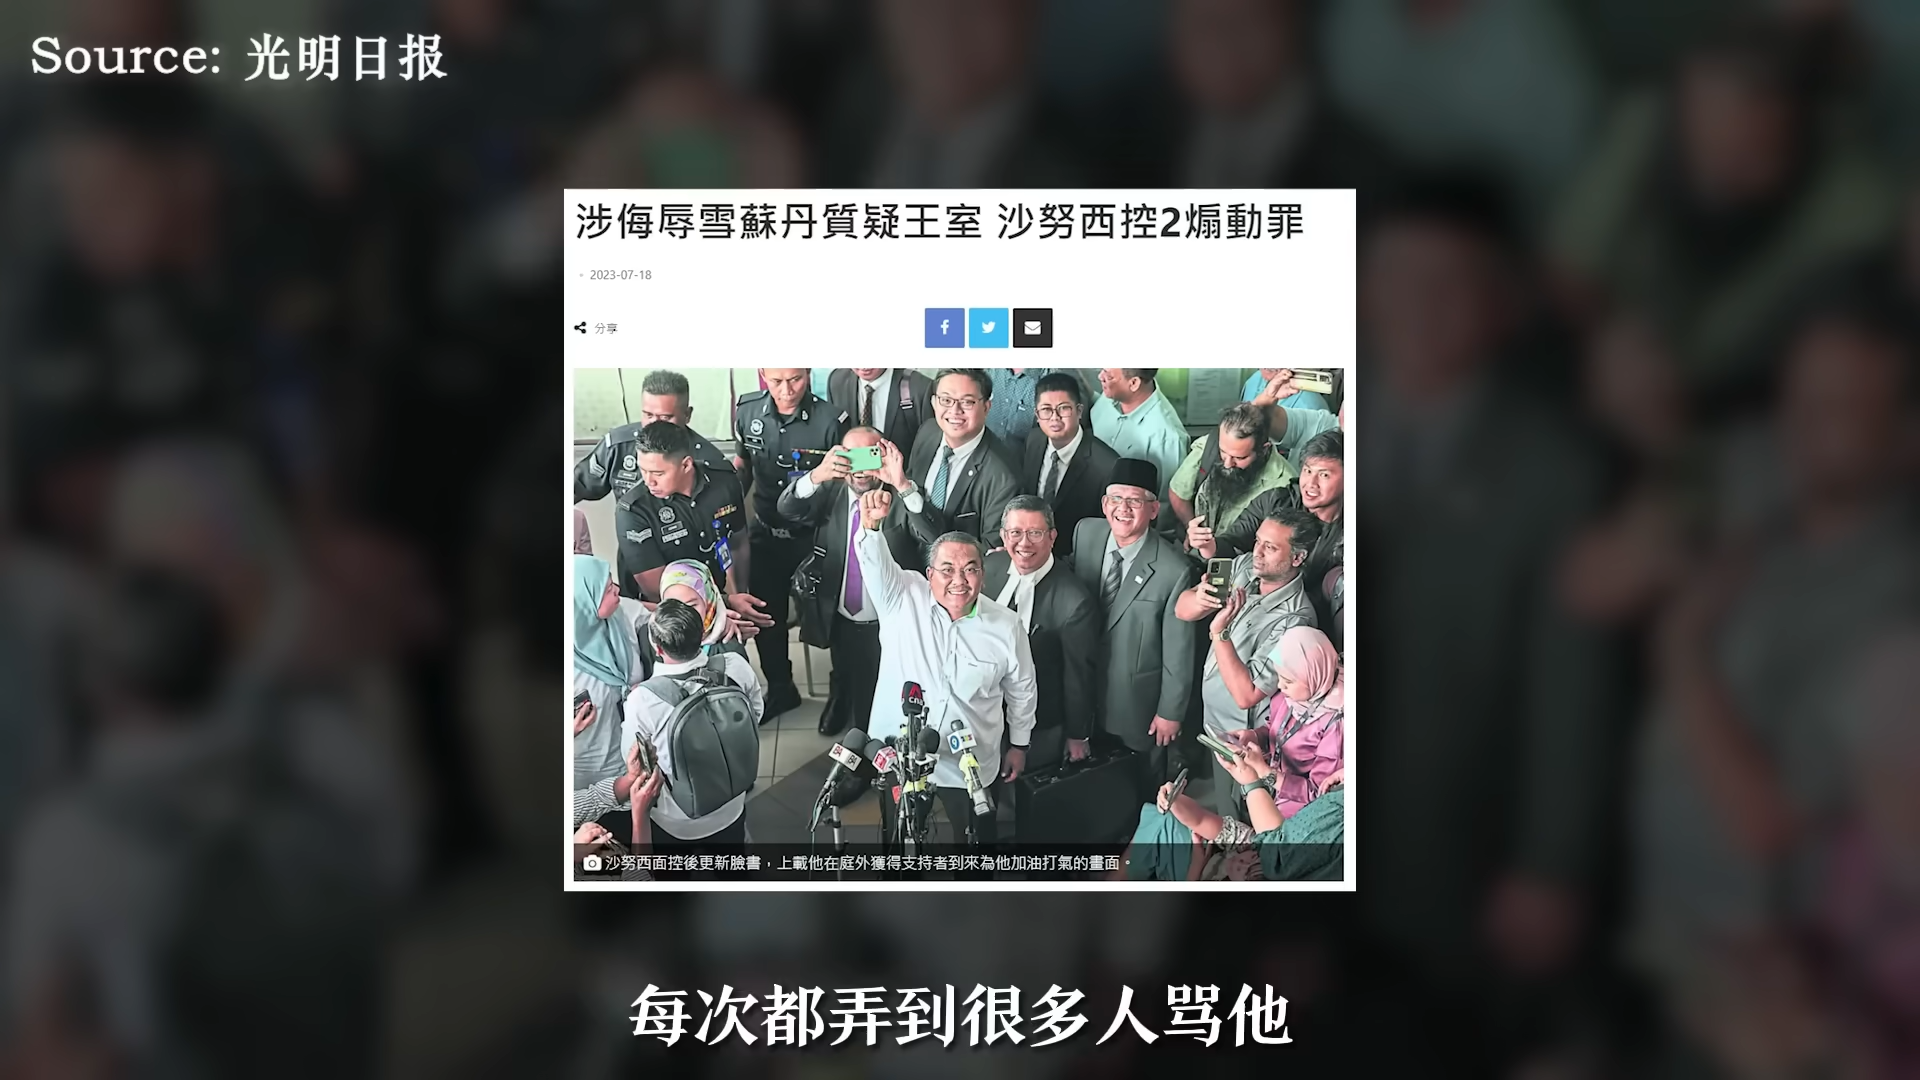 Source: 光明日报
涉侮辱雪蘇丹質疑王室 沙努西控2煽動罪
2023-07-18
分享
沙努西面控後更新臉書，上載他在庭外獲得支持者到來為他加油打氣的畫面。
每次都弄到很多人骂他